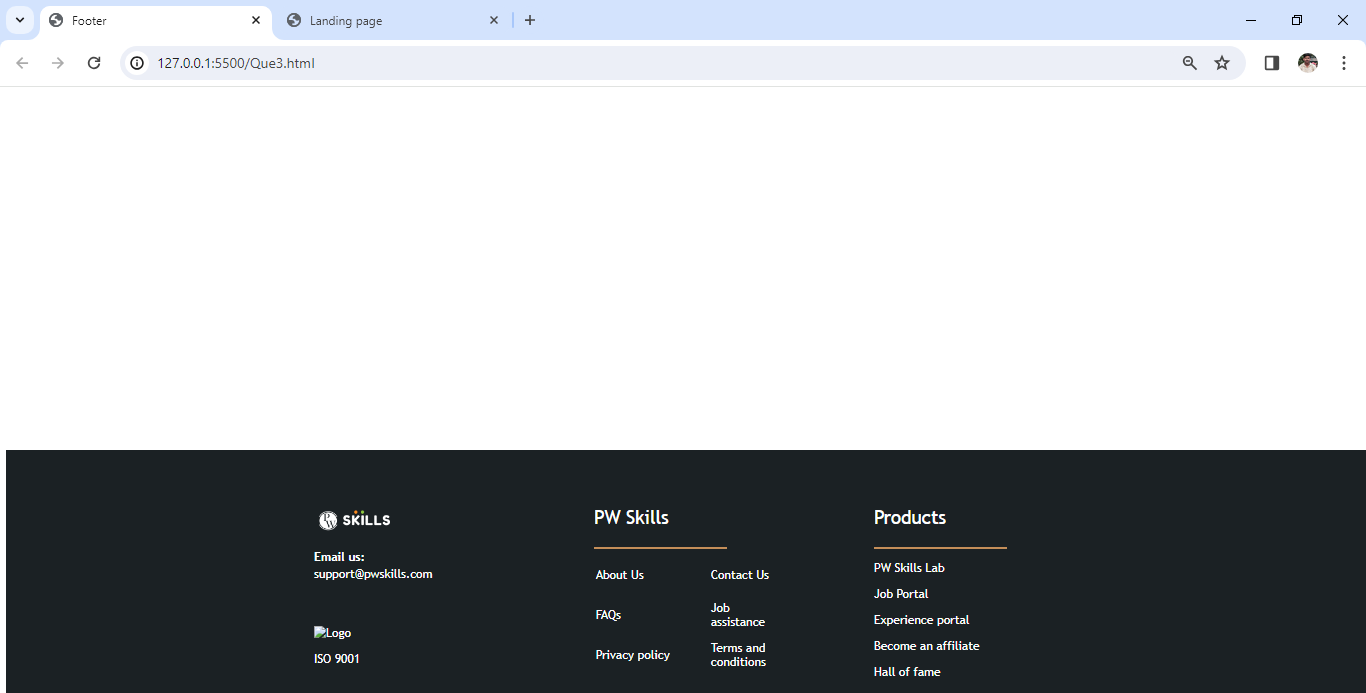 Footer
Landing page
127.0.0.1:5500/Que3.html
PW SKILLS
Email us:
support@pwskills.com
Logo
ISO 9001
PW Skills
About Us
Contact Us
FAQs
Job
assistance
Privacy policy
Terms and
conditions
Products
PW Skills Lab
Job Portal
Experience portal
Become an affiliate
Hall of fame